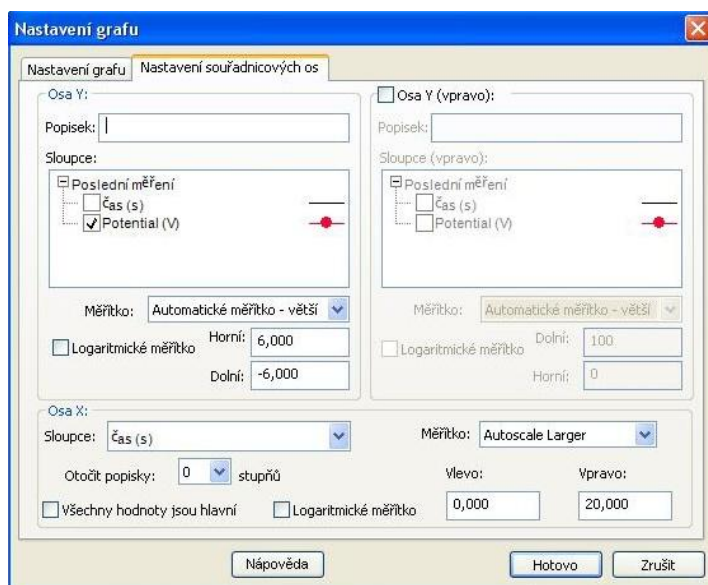 Nastavení grafu
Nastavení grafu
Nastavení souřadnicových os
Osa Y:
Popisek:
Sloupce:
Poslední měření
čas (s)
Potential (V)
Měřítko: Automatické měřítko - větší
Logaritmické měřítko
Horní: 6,000
Dolní: -6,000
Osa Y (vpravo):
Popisek:
Sloupce (vpravo):
Poslední měření
čas (s)
Potential (V)
Měřítko: Automatické měřítko - větší
Logaritmické měřítko
Dolní: 100
Horní: 0
Osa X:
Sloupce: čas (s)
Měřítko: Autoscale Larger
Otočit popisky: 0 stupňů
Vlevo: Vpravo:
Všechny hodnoty jsou hlavní
Logaritmické měřítko
0,000 20,000
Nápověda Hotovo Zrušit